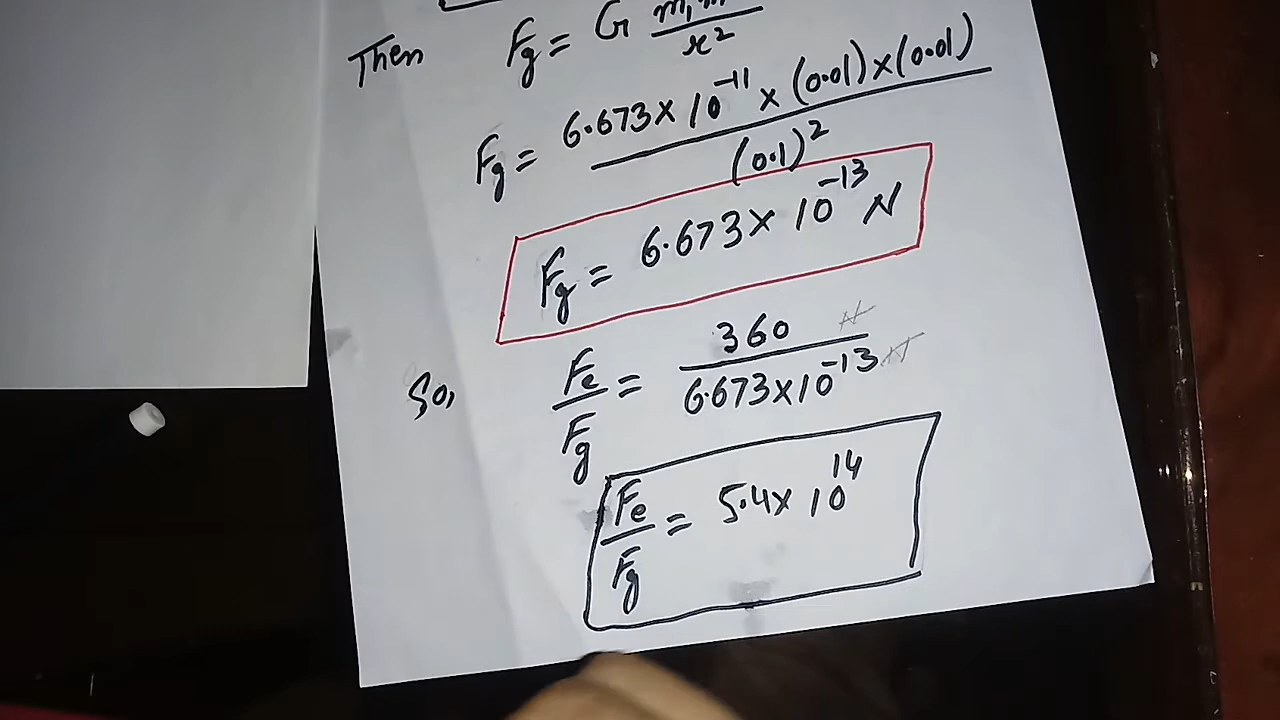 Then Fg = G m₁m / r²
Fg = 6.673 × 10⁻¹¹ × (0.01) × (0.01) / (0.1)²
Fg = 6.673 × 10⁻¹³ N
So, Fe / Fg = 360 N / 6.673 × 10⁻¹³ N
Fe / Fg = 5.4 × 10¹⁴